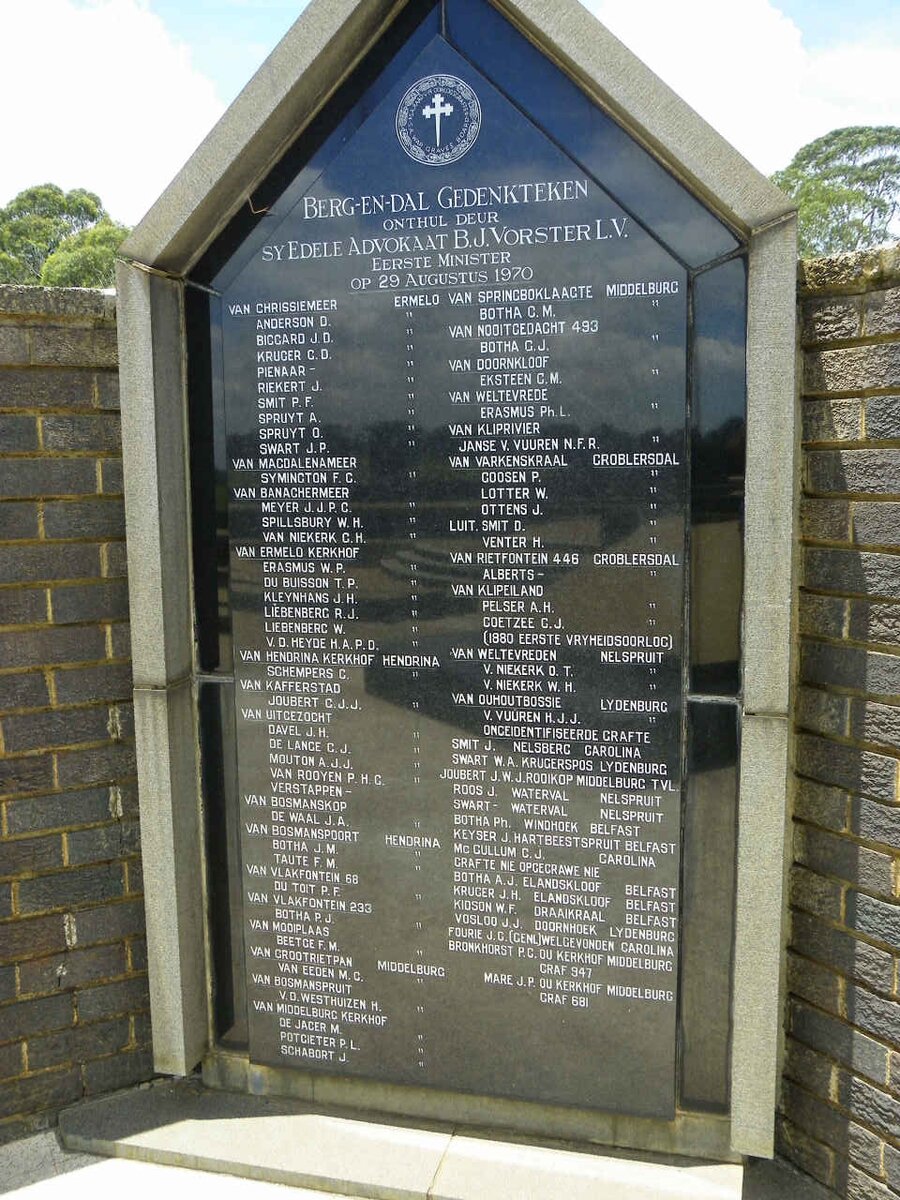 BERG-EN-DAL GEDENKTEKEN
ONTHUL DEUR
SY EDELE ADVOKAAT B.J. VORSTER L.V.
EERSTE MINISTER
OP 29 AUGUSTUS 1970
VAN CHRISSIEMEER ERMELO
ANDERSON D. "
BIGGARD J.D. "
KRUGER G.D. "
PIENAAR – "
RIEKERT J. "
SMIT P.F. "
SPRUYT A. "
SPRUYT O. "
SWART J.P. "
VAN MAGDALENAMEER
SYMINGTON F.C. "
VAN BANACHERMEER
MEYER J.J.P.C. "
SPILLSBURY W.H. "
VAN NIEKERK G.H. "
VAN ERMELO KERKHOF
ERASMUS W.P. "
DU BUISSON T.P. "
KLEYNHANS J.H. "
LIEBENBERG R.J. "
LIEBENBERG W. "
V.D. HEYDE H.A.P.D. "
VAN HENDRINA KERKHOF HENDRINA
SCHEMPERS C. "
VAN KAFFERSTAD
JOUBERT C.J.J. "
VAN UITGEZOCHT
DAVEL J.H. "
DE LANGE C.J. "
MOUTON A.J.J. "
VAN ROOYEN P.H.G. "
VERSTAPPEN –
VAN BOSMANSKOP
DE WAAL J.A. "
VAN BOSMANSPOORT HENDRINA
BOTHA J.M. "
TAUTE F.M. "
VAN VLAKFONTEIN 68
DU TOIT P.F. "
VAN VLAKFONTEIN 233
BOTHA P.J. "
VAN MOOIPLAAS
BEETGE F.M. "
VAN GROOTRIETPAN MIDDELBURG
VAN EEDEN M.C. "
VAN BOSMANSPRUIT
V.D. WESTHUIZEN H. "
VAN MIDDELBURG KERKHOF
DE JAGER M. "
POTGIETER P.L. "
SCHABORT J. "
VAN SPRINGBOKLAAGTE MIDDELBURG
BOTHA C.M. "
VAN NOOITGEDACHT 493
BOTHA G.J. "
VAN DOORNKLOOF
EKSTEEN C.M. "
VAN WELTEVREDE
ERASMUS Ph. L. "
VAN KLIPRIVIER
JANSE V. VUUREN N.F.R. "
VAN VARKENSKRAAL GROBLERSDAL
GOOSEN P. "
LOTTER W. "
OTTENS J. "
LUIT. SMIT D. "
VENTER H. "
VAN RIETFONTEIN 446 GROBLERSDAL
ALBERTS – "
VAN KLIPEILAND
PELSER A.H. "
COETZEE G.J. "
(1880 EERSTE VRYHEIDSOORLOG)
VAN WELTEVREDEN NELSPRUIT
V. NIEKERK O. T. "
V. NIEKERK W. H. "
VAN OUHOUTBOSSIE LYDENBURG
V. VUUREN H.J.J. "
ONGEIDENTIFISEERDE GRAFTE
SMIT J. NELSBERG CAROLINA
SWART W.A. KRUGERSPOS LYDENBURG
JOUBERT J.W.J. ROOIKOP MIDDELBURG TVL.
ROOS J. WATERVAL NELSPRUIT
SWART– WATERVAL NELSPRUIT
BOTHA Ph. WINDHOEK BELFAST
KEYSER J. HARTBEESTSPRUIT BELFAST
Mc CULLUM C.J. CAROLINA
GRAFTE NIE OPGEGRAWE NIE
BOTHA A.J. ELANDSKLOOF BELFAST
KRUGER J.H. ELANDSKLOOF BELFAST
KIDSON W.F. DRAAIKRAAL BELFAST
VOSLOO J.J. DOORNHOEK LYDENBURG
FOURIE J.C. (GENL) WELGEVONDEN CAROLINA
BRONKHORST P.G. OU KERKHOF MIDDELBURG
GRAF 947
MARE J.P. OU KERKHOF MIDDELBURG
GRAF 681